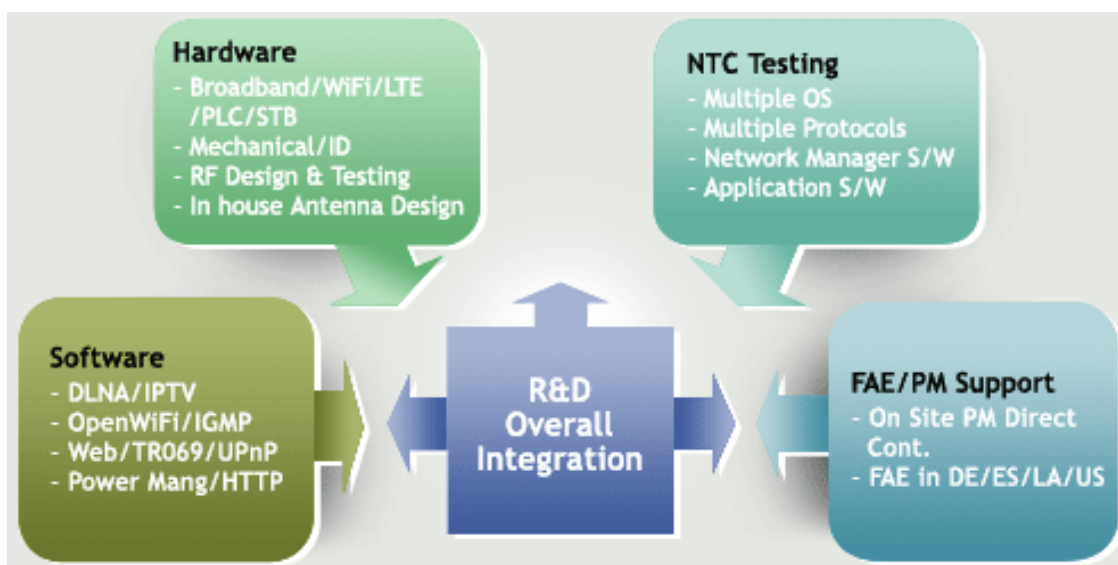 Hardware
- Broadband/WiFi/LTE
/PLC/STB
- Mechanical/ID
- RF Design & Testing
- In house Antenna Design
NTC Testing
- Multiple OS
- Multiple Protocols
- Network Manager S/W
- Application S/W
Software
- DLNA/IPTV
- OpenWiFi/IGMP
- Web/TR069/UPnP
- Power Mang/HTTP
R&D
Overall
Integration
FAE/PM Support
- On Site PM Direct
Cont.
- FAE in DE/ES/LA/US